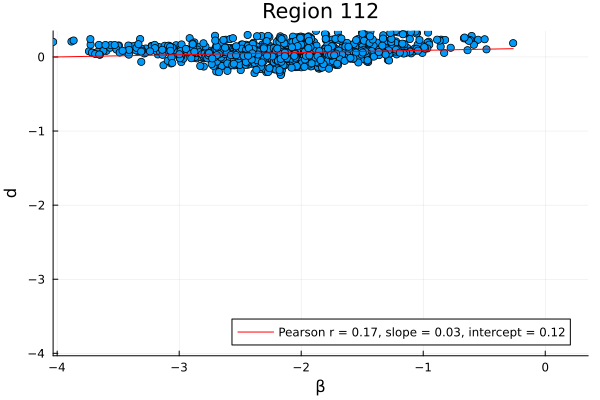 Region 112
d
0
−1
−2
−3
−4
Pearson r = 0.17, slope = 0.03, intercept = 0.12
−4 −3 −2 −1 0
β